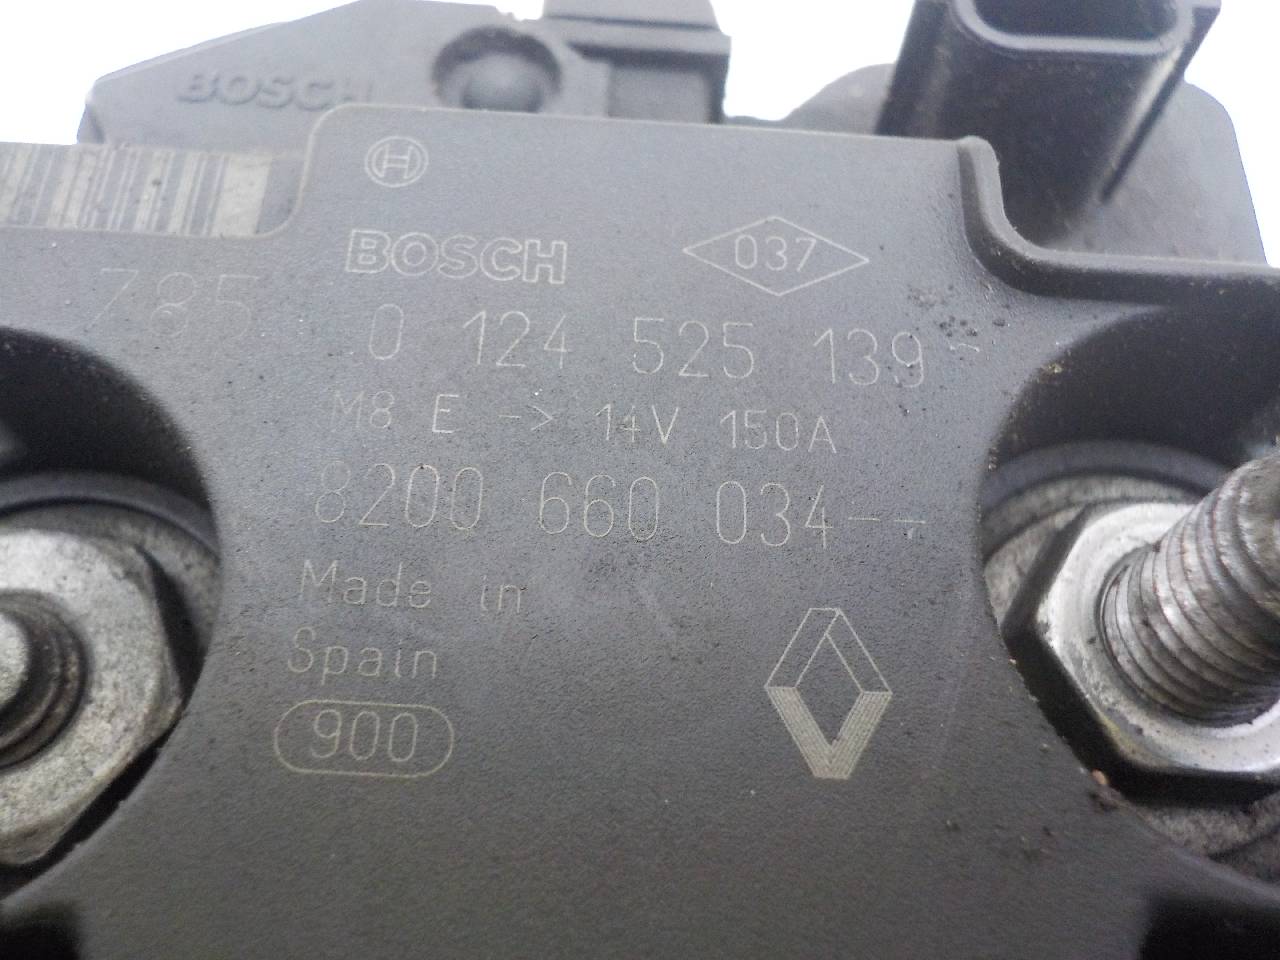 BOSCH
H
BOSCH
037
785
0 124 525 139
M8 E -> 14V 150A
8200 660 034--
Made in
Spain
900